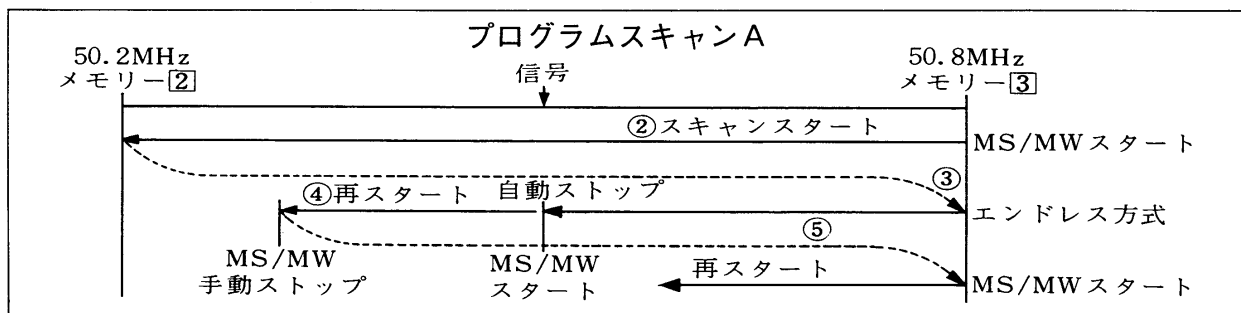 プログラムスキャンA
50.2MHz
メモリー2
信号
50.8MHz
メモリー3
②スキャンスタート
MS/MWスタート
③
④再スタート
自動ストップ
エンドレス方式
⑤
MS/MW
手動ストップ
MS/MW
スタート
再スタート
MS/MWスタート